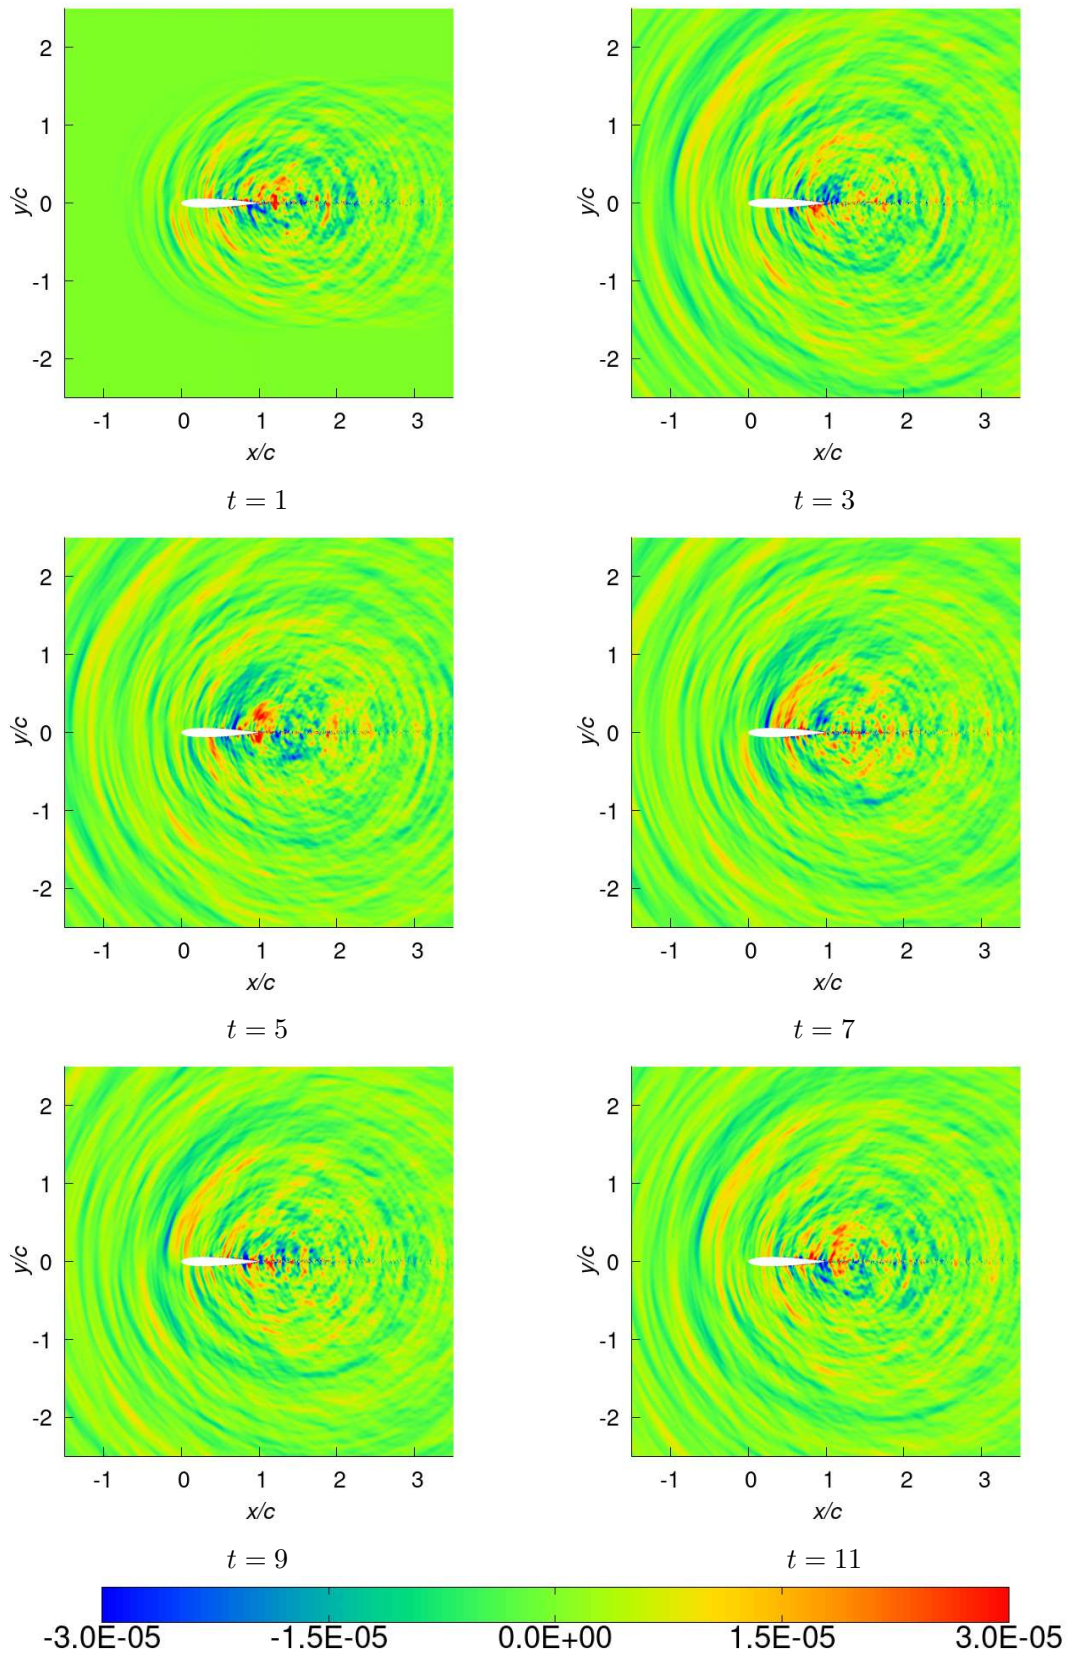 2
2
1
1
y/c
0
y/c
0
-1
-1
-2
-2
-1 0 1 2 3
-1 0 1 2 3
x/c
x/c
t = 1
t = 3
2
2
1
1
y/c
0
y/c
0
-1
-1
-2
-2
-1 0 1 2 3
-1 0 1 2 3
x/c
x/c
t = 5
t = 7
2
2
1
1
y/c
0
y/c
0
-1
-1
-2
-2
-1 0 1 2 3
-1 0 1 2 3
x/c
x/c
t = 9
t = 11
-3.0E-05 -1.5E-05 0.0E+00 1.5E-05 3.0E-05